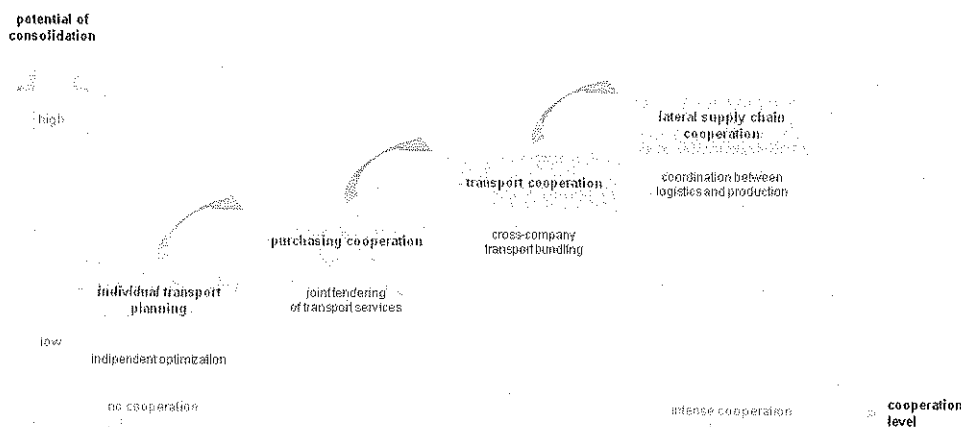 potential of
consolidation
high
lateral supply chain
cooperation
coordination between
logistics and production
transport cooperation
cross-company
transport bundling
purchasing cooperation
joint tendering
of transport services
individual transport
planning
low
indipendent optimization
no cooperation
intense cooperation
cooperation
level